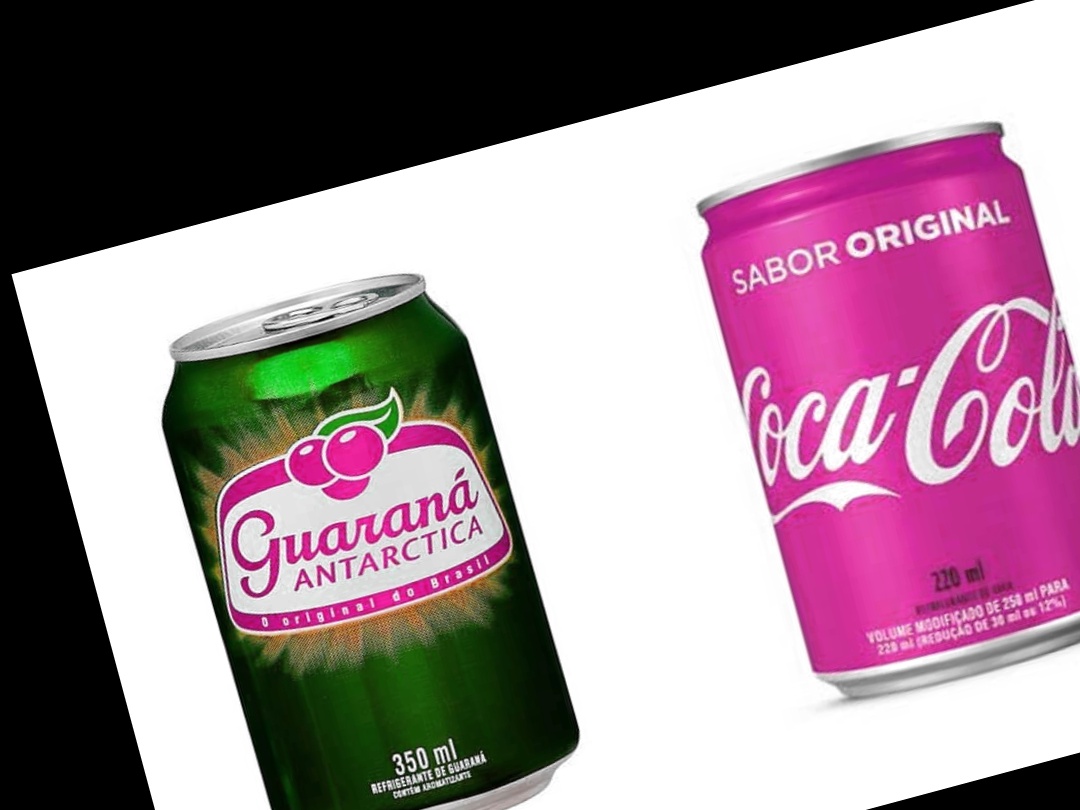 Guaraná
ANTARCTICA
O original do Brasil
350 ml
REFRIGERANTE DE GUARANÁ
CONTÉM AROMATIZANTE
SABOR ORIGINAL
Coca-Cola
220 ml
VOLUME MODIFICADO DE 250 ml PARA
220 ml (REDUÇÃO DE 30 ml ou 12%)